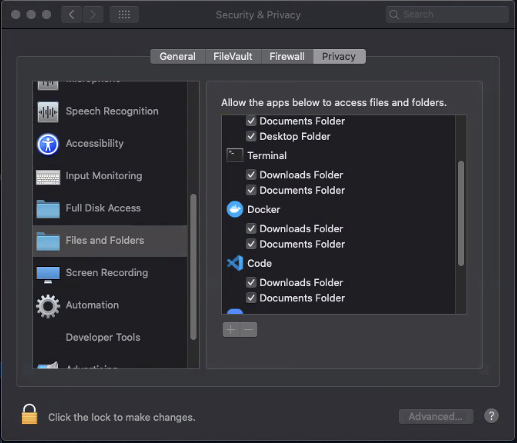 Security & Privacy
Search
General
FileVault
Firewall
Privacy
Microphone
Speech Recognition
Accessibility
Input Monitoring
Full Disk Access
Files and Folders
Screen Recording
Automation
Developer Tools
Advertising
Allow the apps below to access files and folders.
Documents Folder
Desktop Folder
Terminal
Downloads Folder
Documents Folder
Docker
Downloads Folder
Documents Folder
Code
Downloads Folder
Documents Folder
Click the lock to make changes.
Advanced...
?